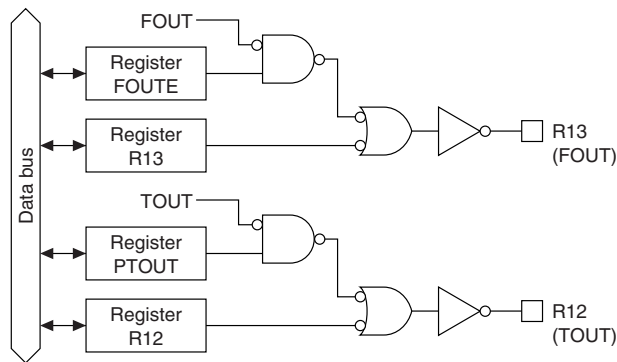 FOUT
Register
FOUTE
Register
R13
R13
(FOUT)
Data bus
TOUT
Register
PTOUT
Register
R12
R12
(TOUT)